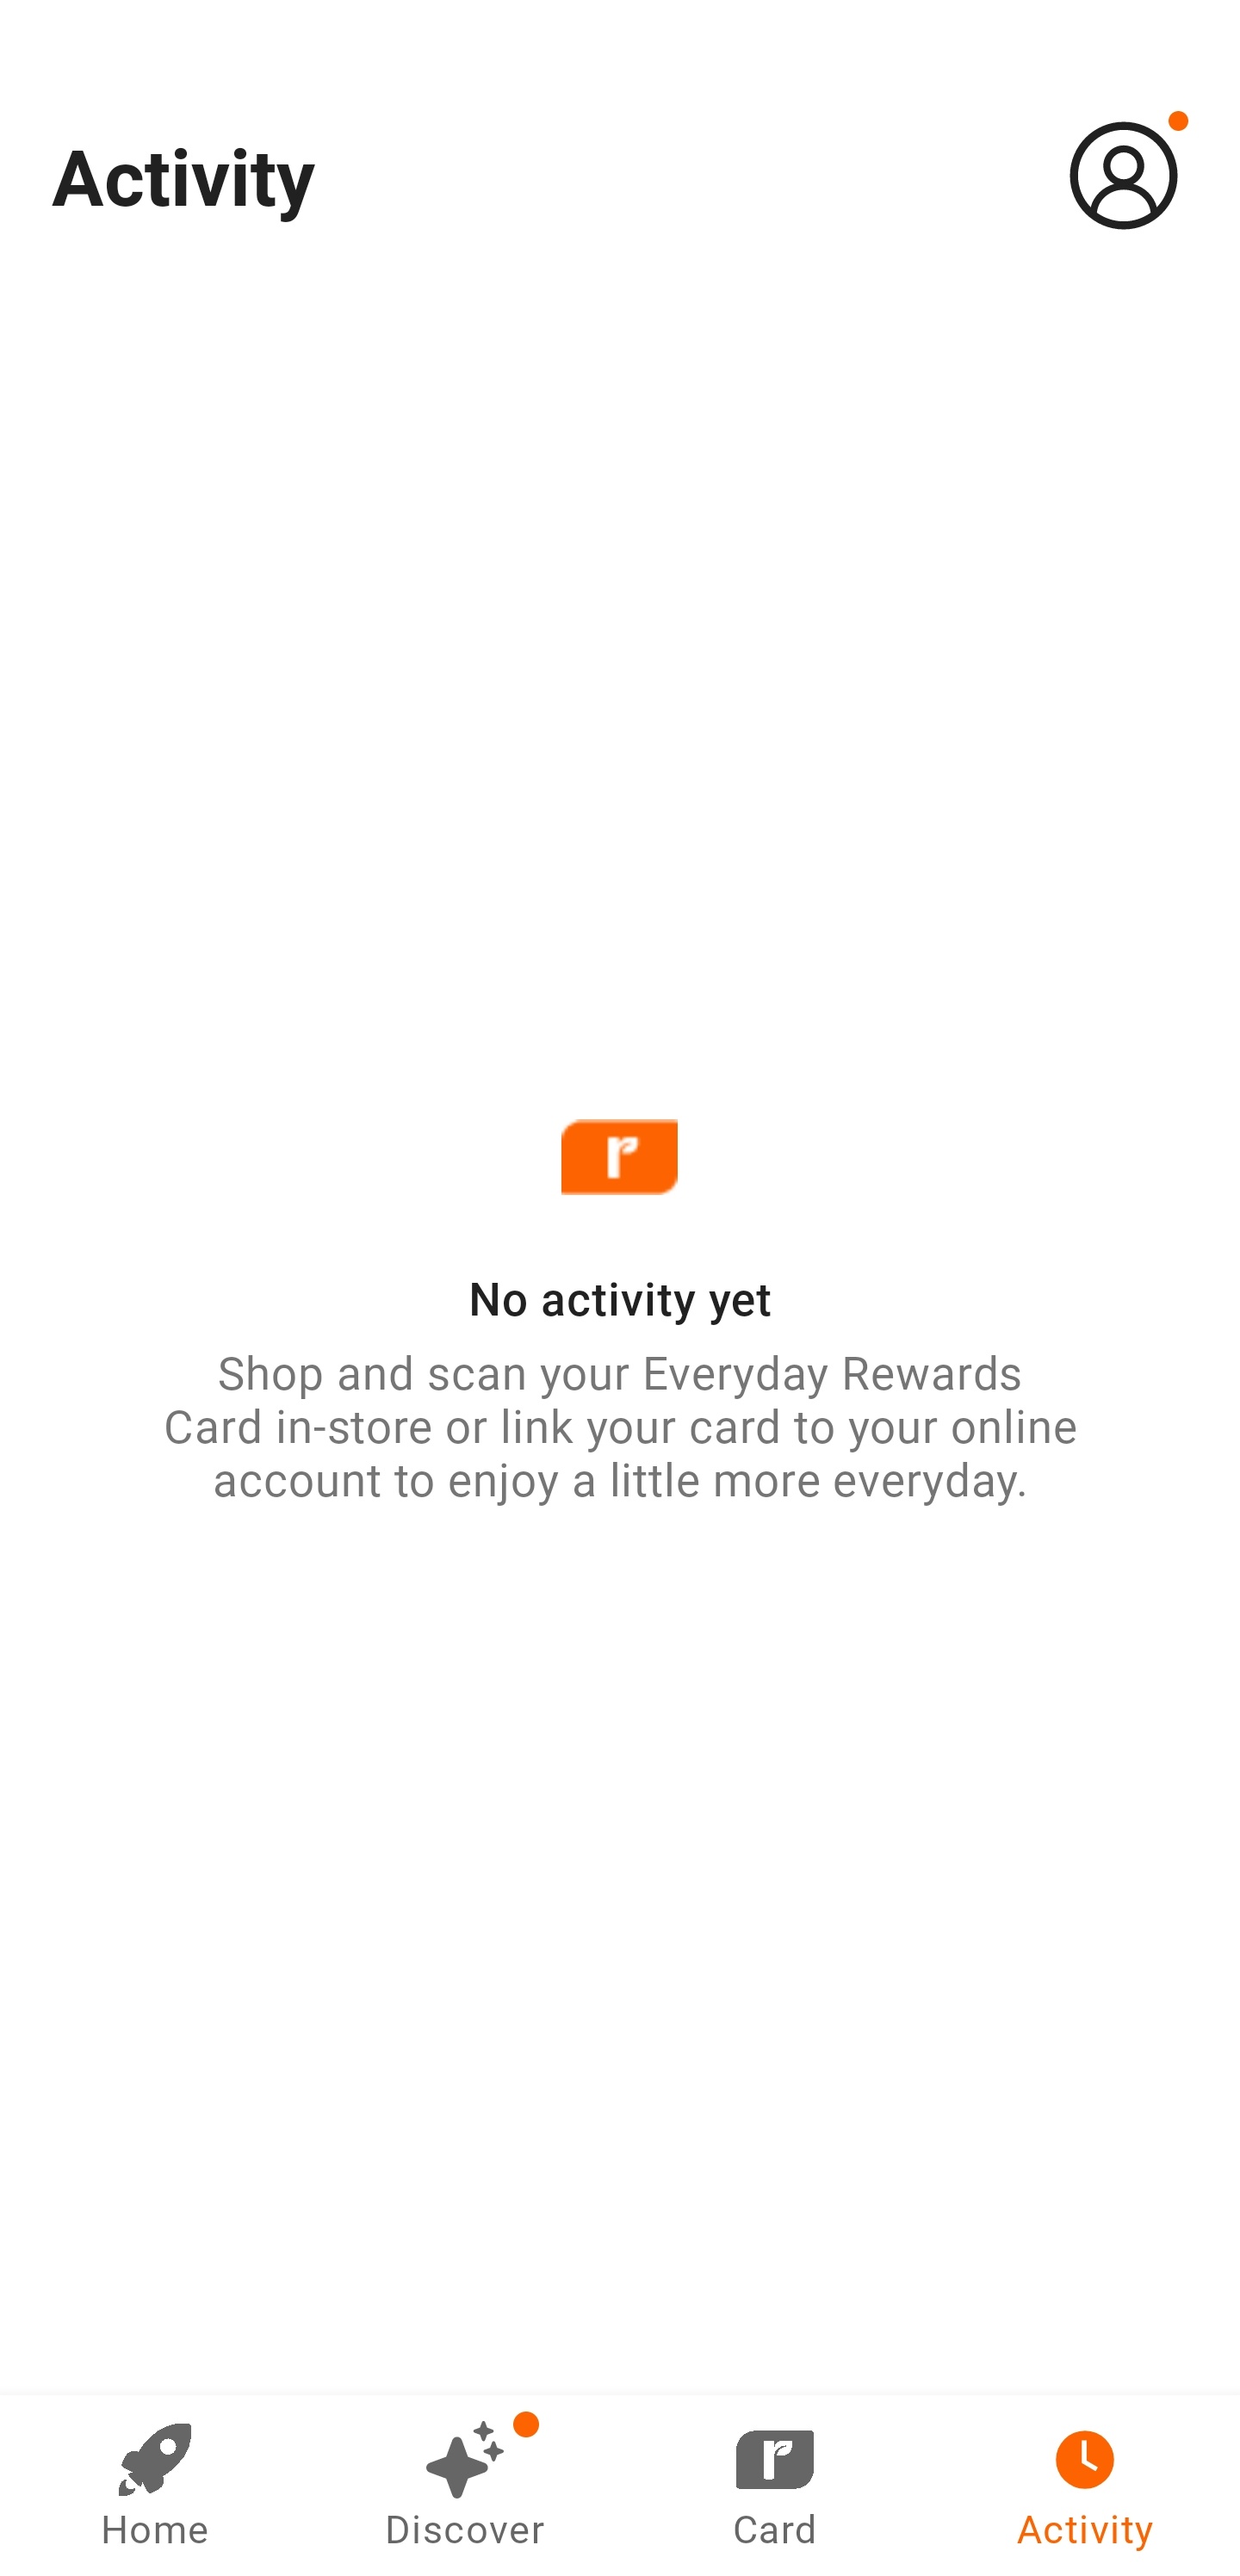 Activity
r
No activity yet
Shop and scan your Everyday Rewards
Card in-store or link your card to your online
account to enjoy a little more everyday.
r
Home
Discover
Card
Activity